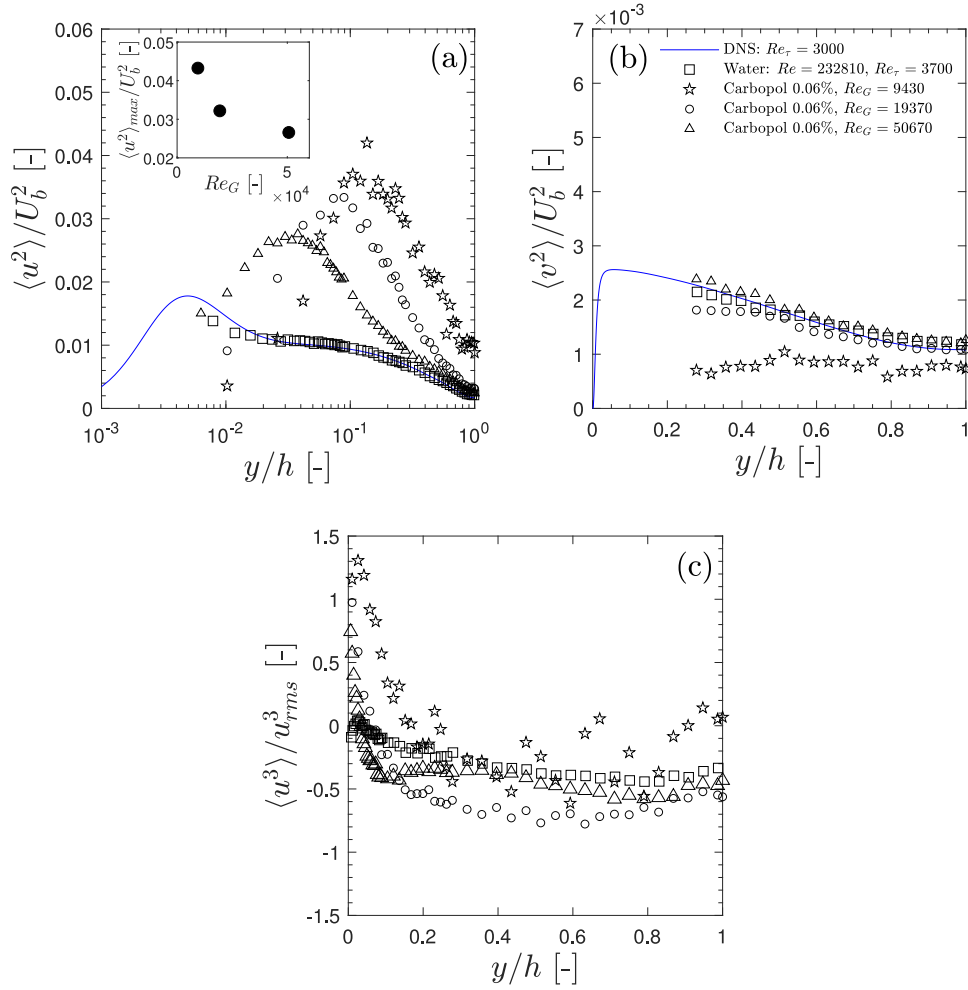 (a)
⟨u²⟩/U_b² [-]
0.06
0.05
0.04
0.03
0.02
0.01
0
10⁻³
10⁻²
10⁻¹
10⁰
y/h [-]
⟨u²⟩_max/U_b² [-]
0.05
0.04
0.03
0.02
0
5
×10⁴
Re_G [-]
(b)
×10⁻³
⟨v²⟩/U_b² [-]
7
6
5
4
3
2
1
0
0
0.2
0.4
0.6
0.8
1
y/h [-]
DNS: Re_τ = 3000
Water: Re = 232810, Re_τ = 3700
Carbopol 0.06%, Re_G = 9430
Carbopol 0.06%, Re_G = 19370
Carbopol 0.06%, Re_G = 50670
(c)
⟨u³⟩/u³_rms [-]
1.5
1
0.5
0
-0.5
-1
-1.5
0
0.2
0.4
0.6
0.8
1
y/h [-]